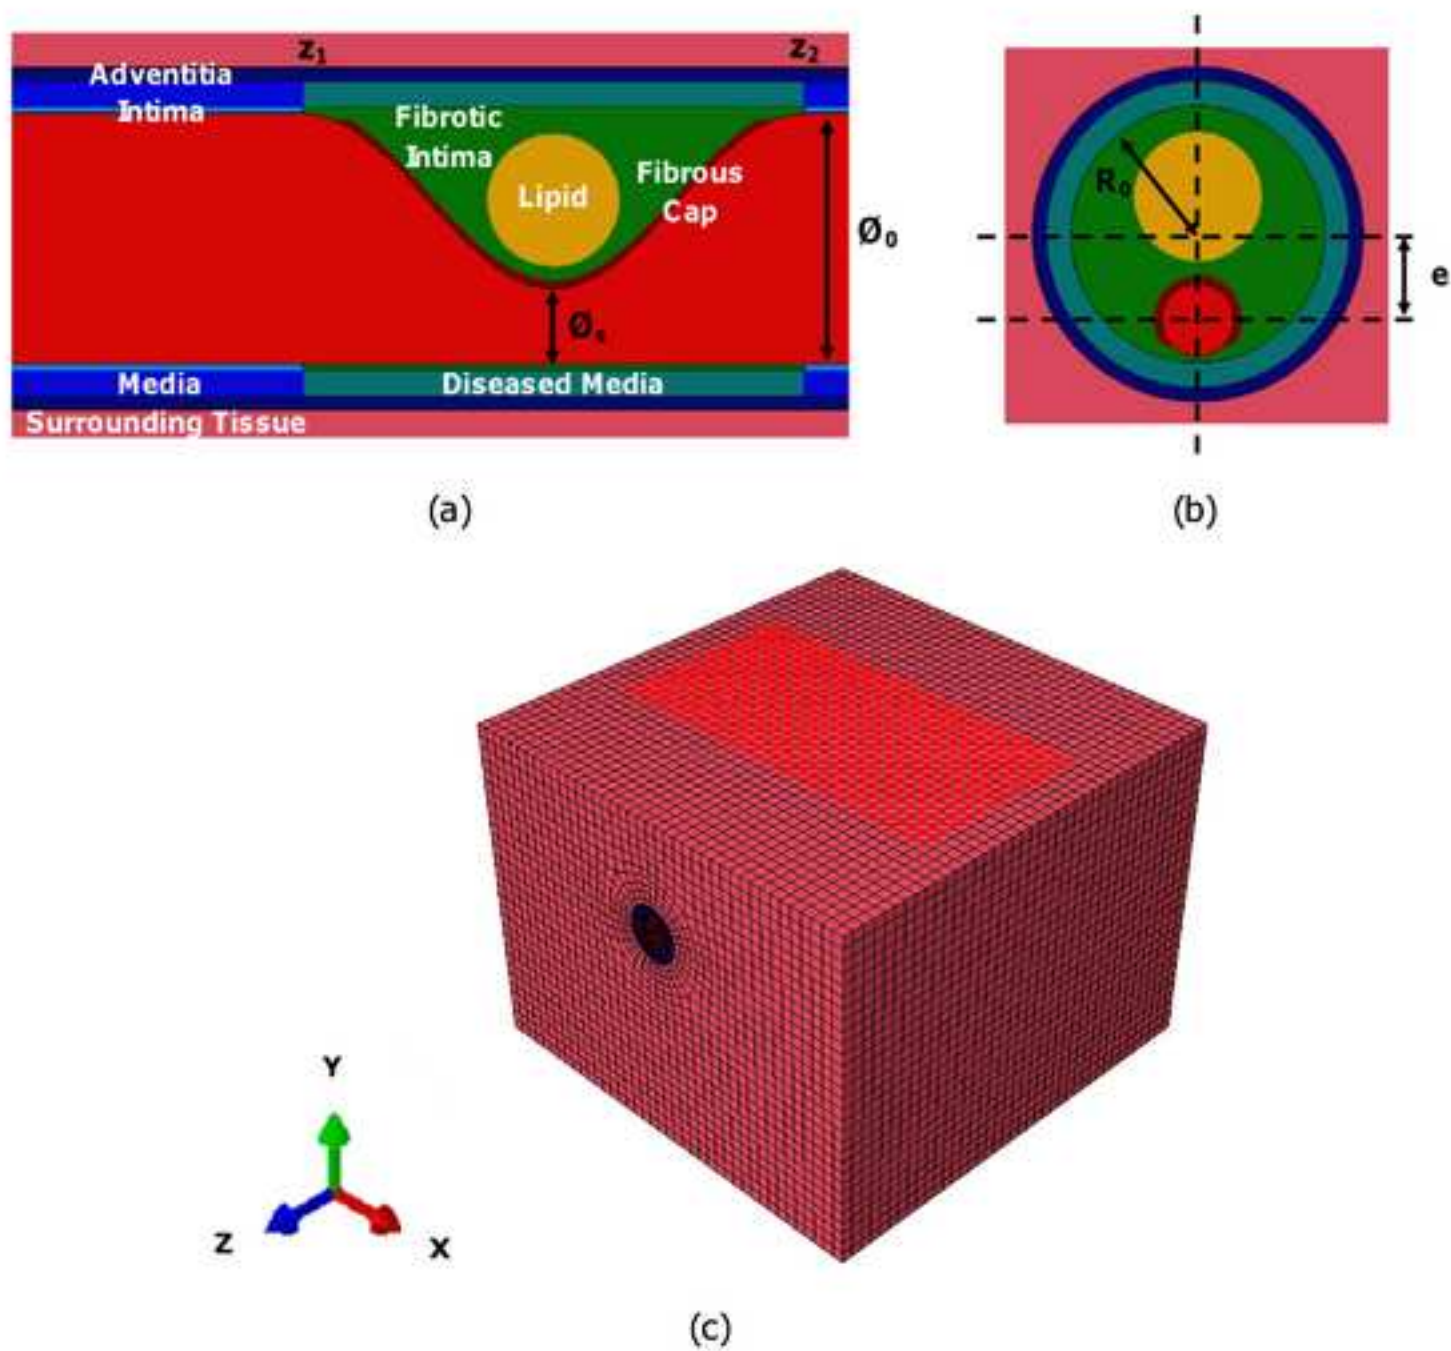 z₁
z₂
Adventitia
Intima
Fibrotic
Intima
Lipid
Fibrous
Cap
Ø₀
Øₛ
Media
Diseased Media
Surrounding Tissue
(a)
R₀
e
(b)
Y
Z
X
(c)